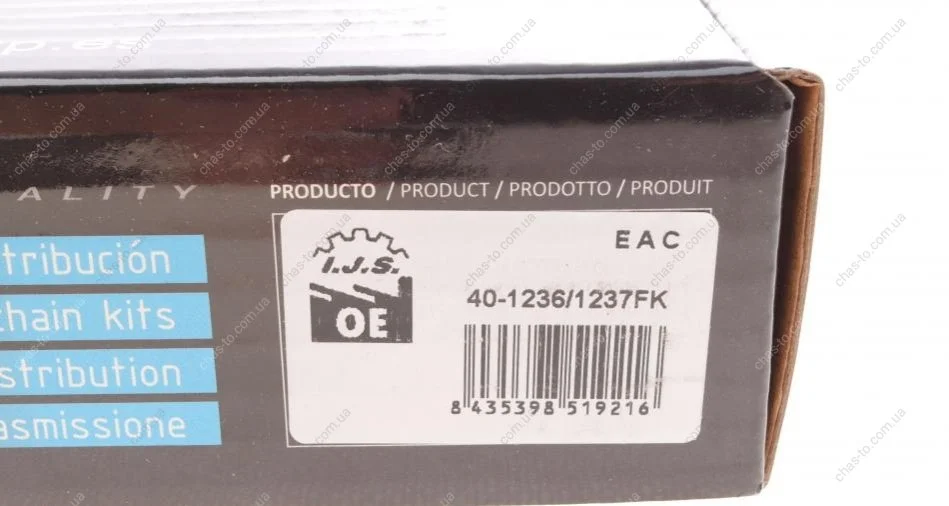 p.es
ALITY
PRODUCTO / PRODUCT / PRODOTTO / PRODUIT
EAC
I.J.S.
OE
40-1236/1237FK
8 435398 519216
tribución
chain kits
stribution
asmissione
chas-to.com.ua